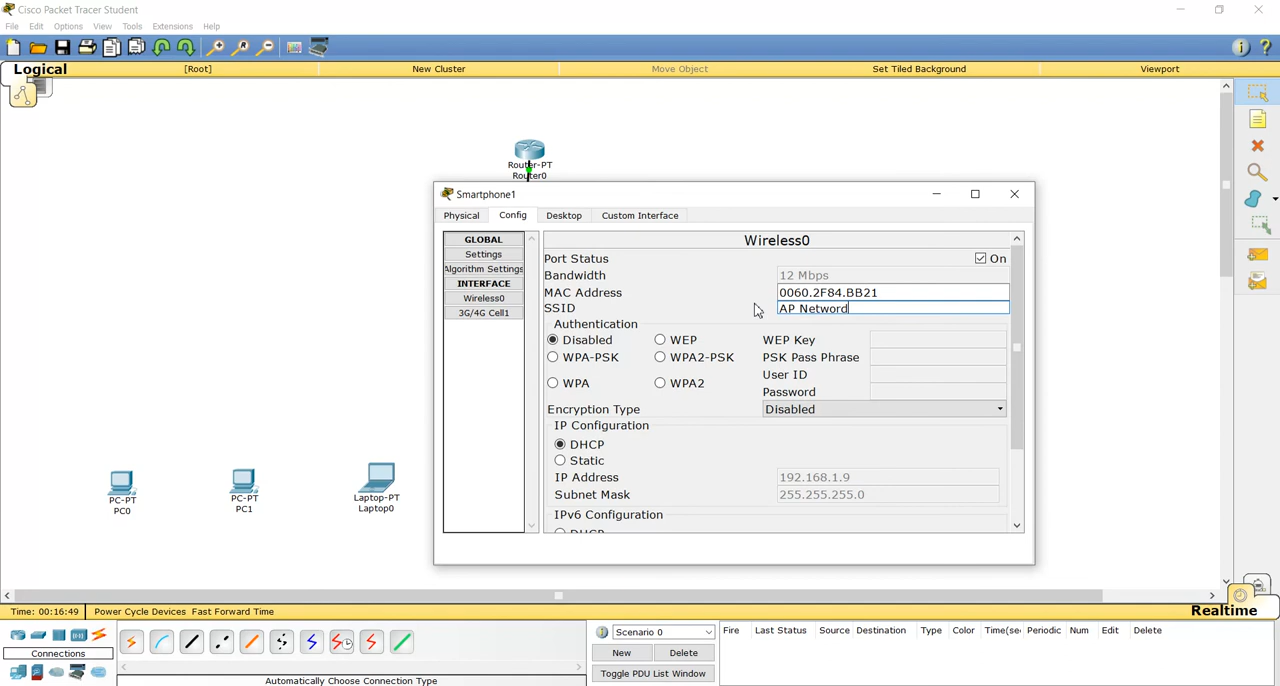 Cisco Packet Tracer Student
File Edit Options View Tools Extensions Help
Logical [Root] New Cluster Move Object Set Tiled Background Viewport
Router-PT
Router0
Smartphone1
Physical Config Desktop Custom Interface
GLOBAL
Settings
Algorithm Settings
INTERFACE
Wireless0
3G/4G Cell1
Wireless0
Port Status On
Bandwidth 12 Mbps
MAC Address 0060.2F84.BB21
SSID AP Netword
Authentication
Disabled WEP WEP Key
WPA-PSK WPA2-PSK PSK Pass Phrase
User ID
WPA WPA2 Password
Encryption Type Disabled
IP Configuration
DHCP
Static
IP Address 192.168.1.9
Subnet Mask 255.255.255.0
IPv6 Configuration
DHCP
PC-PT
PC0
PC-PT
PC1
Laptop-PT
Laptop0
Time: 00:16:49 Power Cycle Devices Fast Forward Time Realtime
Connections
Automatically Choose Connection Type
Scenario 0
New Delete
Toggle PDU List Window
Fire Last Status Source Destination Type Color Time(se Periodic Num Edit Delete